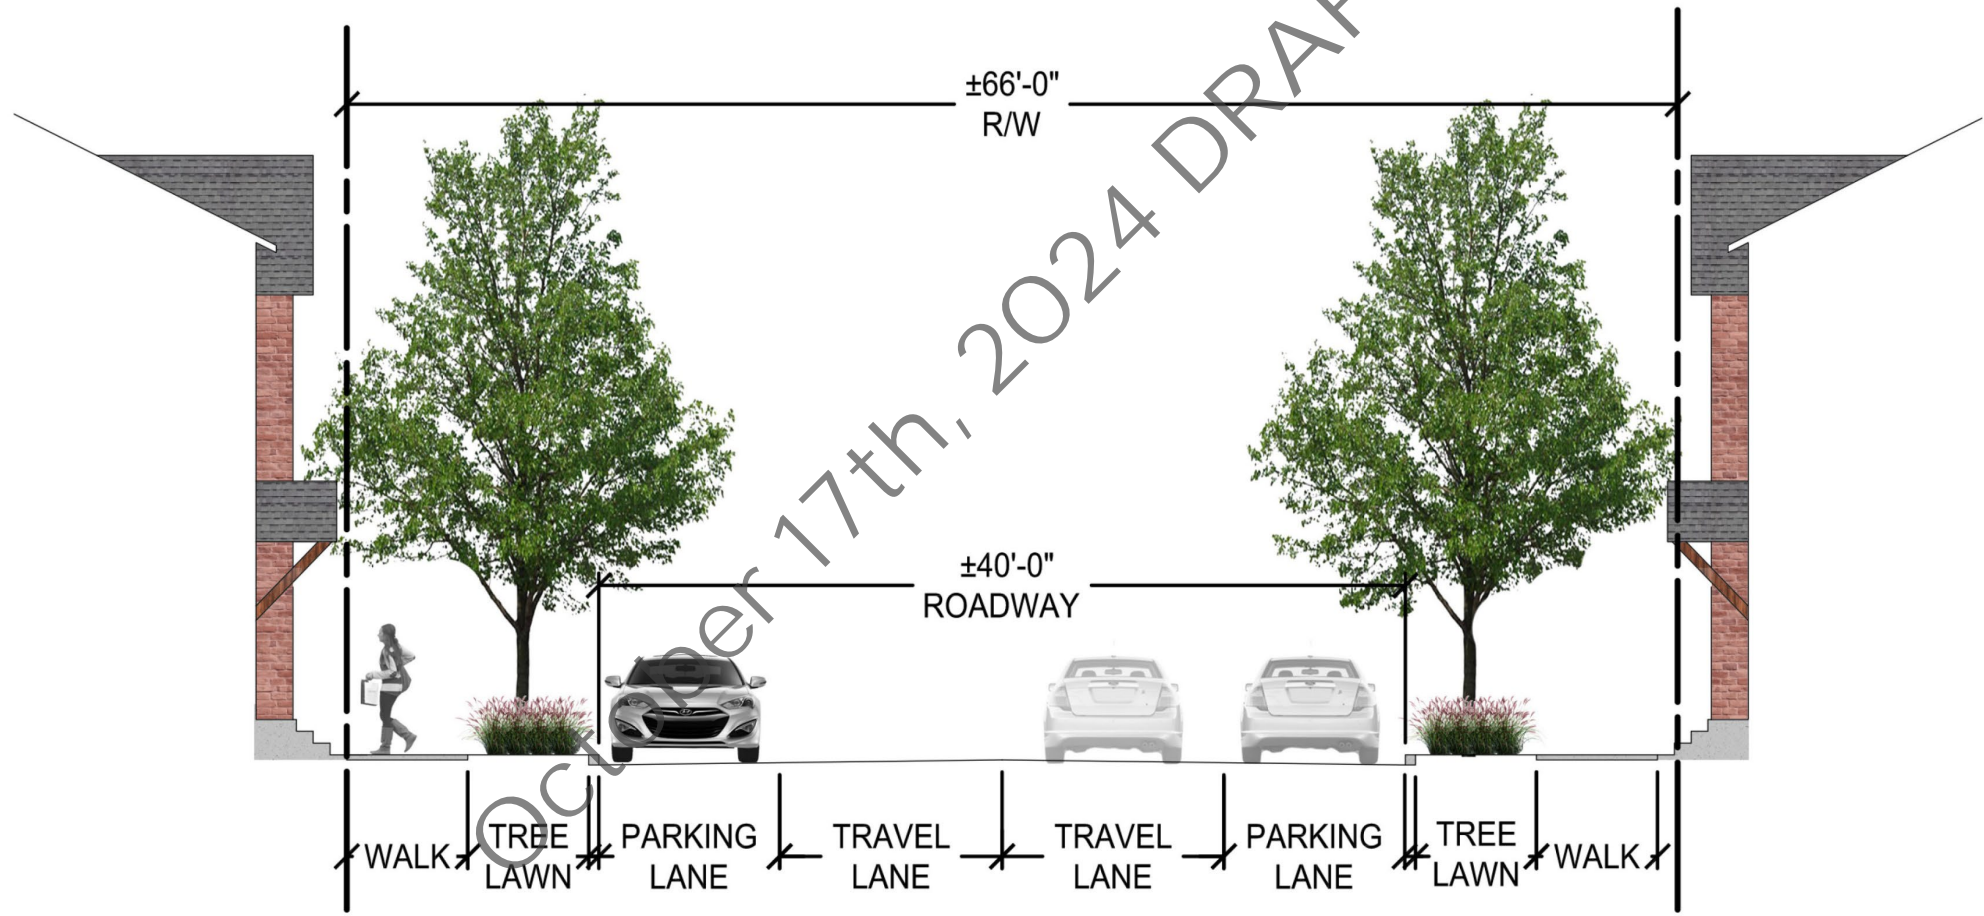 ±66'-0"
R/W
October 17th, 2024 DRAF
±40'-0"
ROADWAY
WALK
TREE
LAWN
PARKING
LANE
TRAVEL
LANE
TRAVEL
LANE
PARKING
LANE
TREE
LAWN
WALK